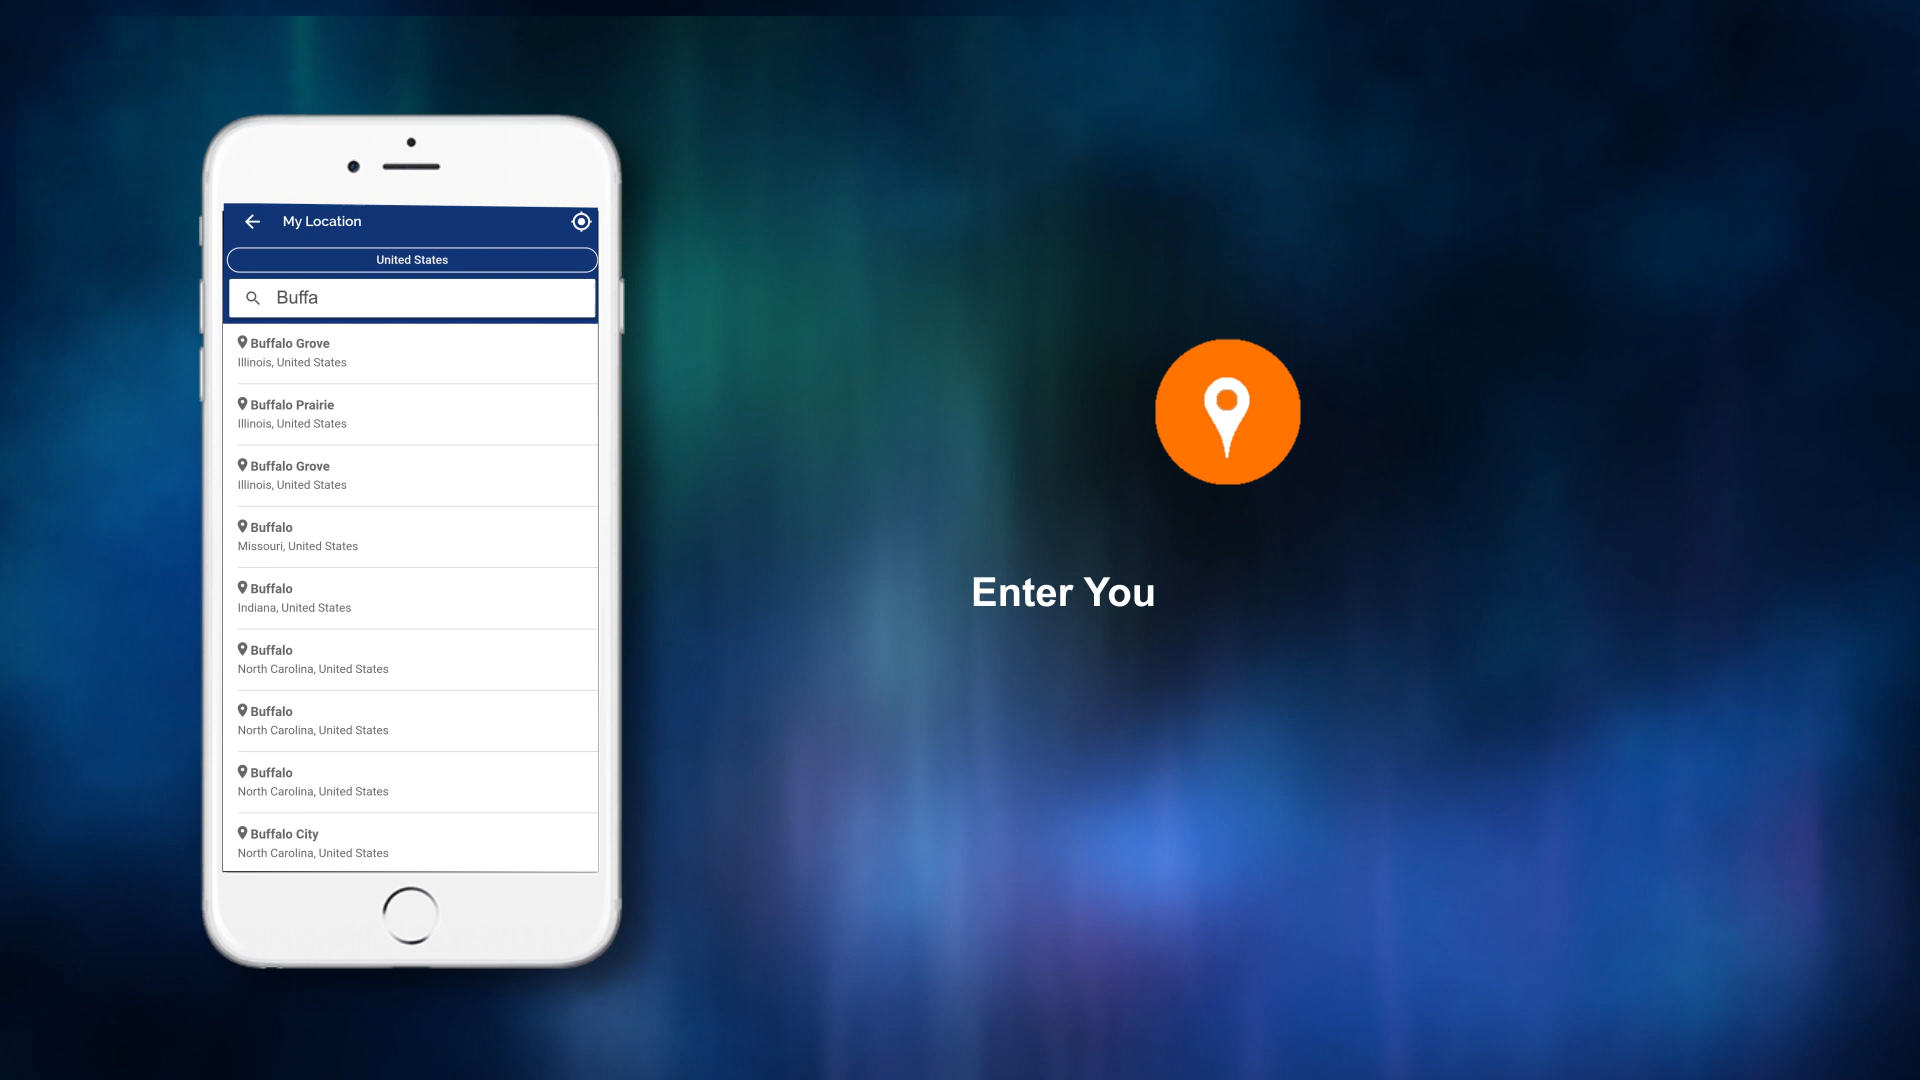 My Location
United States
Buffa
Buffalo Grove
Illinois, United States
Buffalo Prairie
Illinois, United States
Buffalo Grove
Illinois, United States
Buffalo
Missouri, United States
Buffalo
Indiana, United States
Buffalo
North Carolina, United States
Buffalo
North Carolina, United States
Buffalo
North Carolina, United States
Buffalo City
North Carolina, United States
Enter You